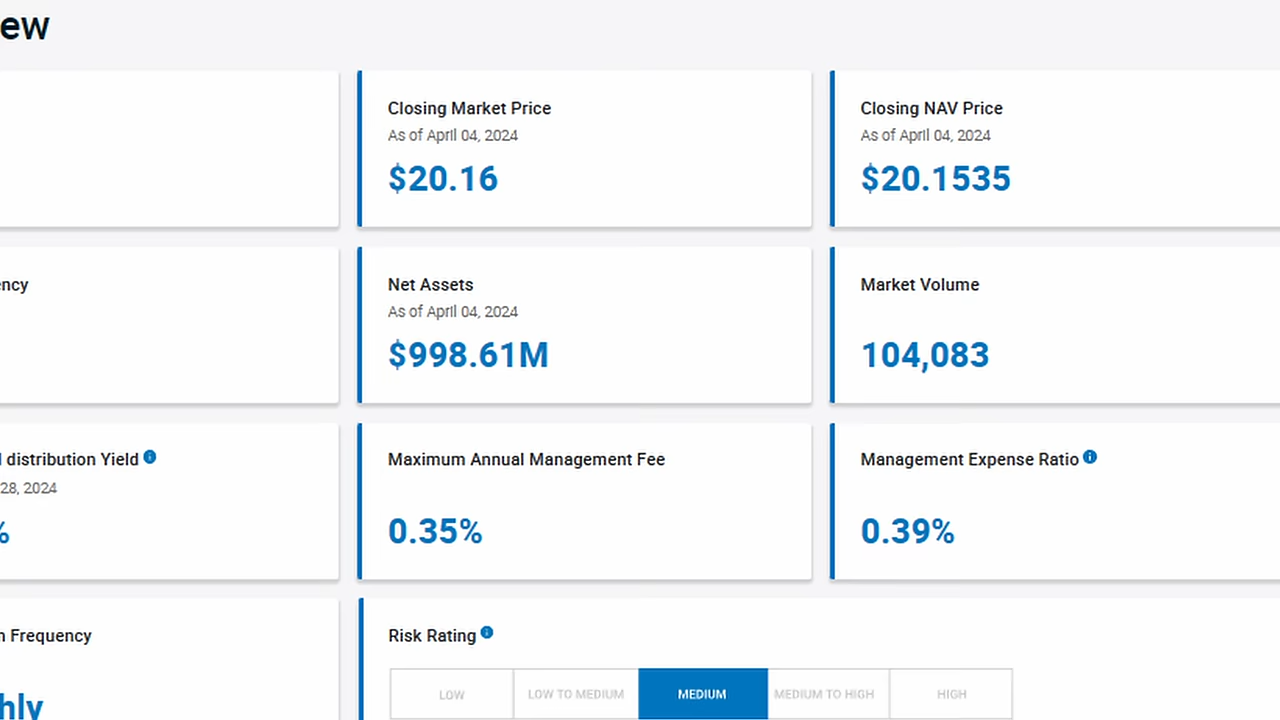 ew
Closing Market Price
As of April 04, 2024
$20.16
Closing NAV Price
As of April 04, 2024
$20.1535
ency
Net Assets
As of April 04, 2024
$998.61M
Market Volume
104,083
l distribution Yield
28, 2024
%
Maximum Annual Management Fee
0.35%
Management Expense Ratio
0.39%
n Frequency
hly
Risk Rating
LOW
LOW TO MEDIUM
MEDIUM
MEDIUM TO HIGH
HIGH